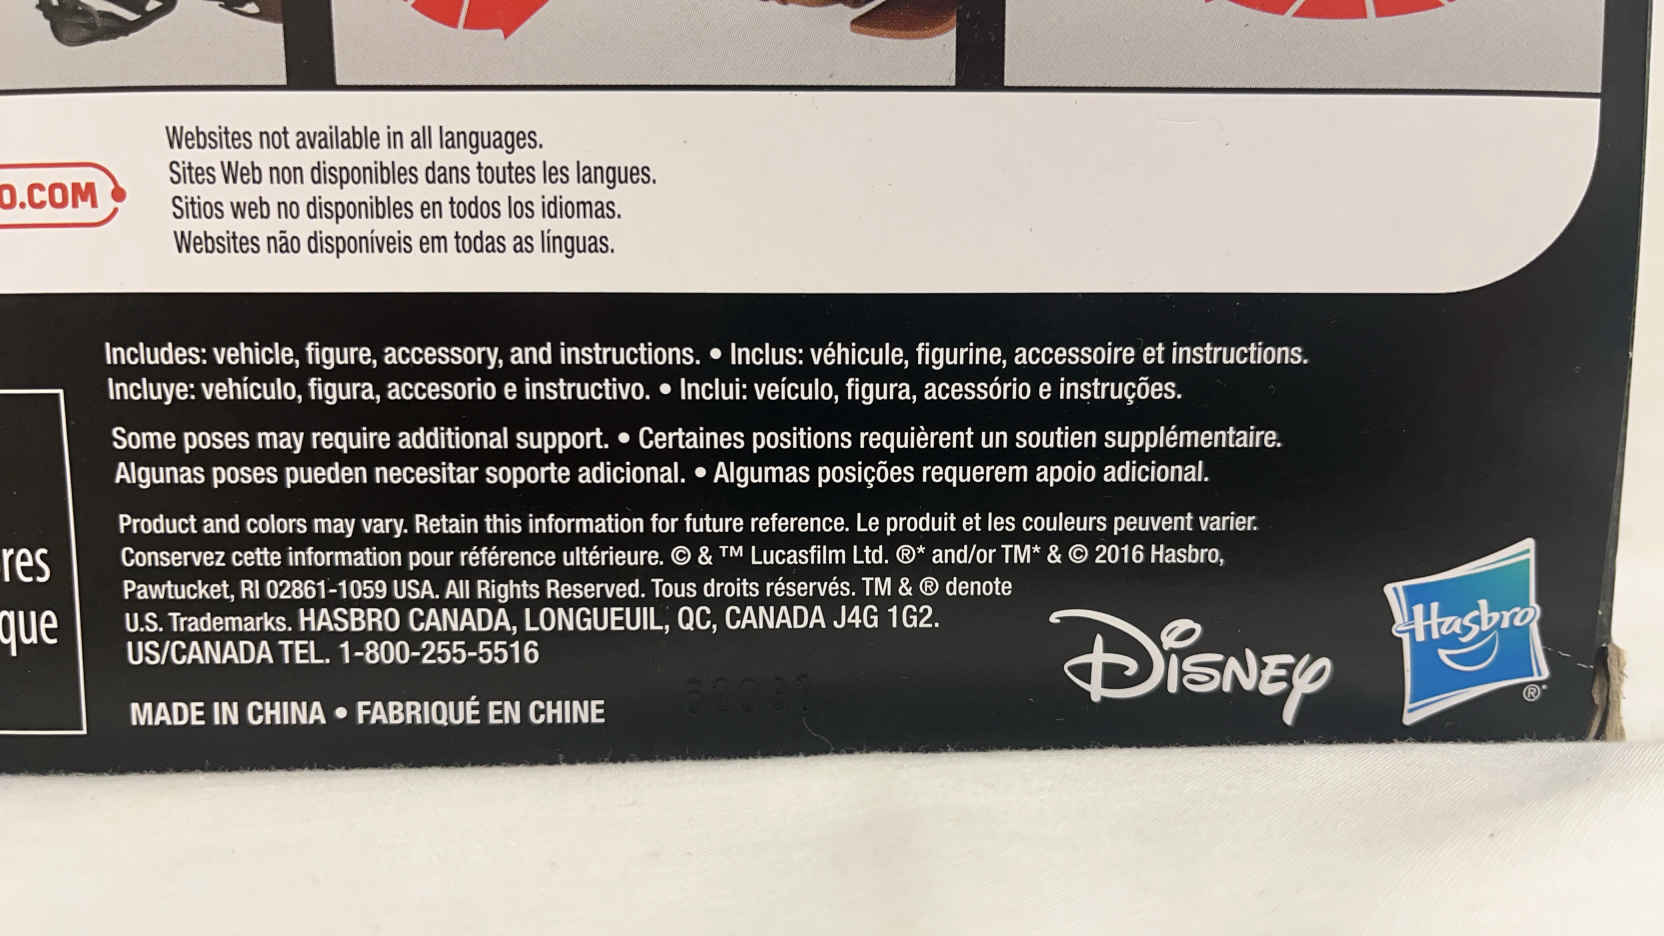 O.COM
Websites not available in all languages.
Sites Web non disponibles dans toutes les langues.
Sitios web no disponibles en todos los idiomas.
Websites não disponíveis em todas as línguas.
Includes: vehicle, figure, accessory, and instructions. • Inclus: véhicule, figurine, accessoire et instructions.
Incluye: vehículo, figura, accesorio e instructivo. • Inclui: veículo, figura, acessório e instruções.
Some poses may require additional support. • Certaines positions requièrent un soutien supplémentaire.
Algunas poses pueden necesitar soporte adicional. • Algumas posições requerem apoio adicional.
Product and colors may vary. Retain this information for future reference. Le produit et les couleurs peuvent varier.
Conservez cette information pour référence ultérieure. © & ™ Lucasfilm Ltd. ®* and/or TM* & © 2016 Hasbro,
Pawtucket, RI 02861-1059 USA. All Rights Reserved. Tous droits réservés. TM & ® denote
U.S. Trademarks. HASBRO CANADA, LONGUEUIL, QC, CANADA J4G 1G2.
US/CANADA TEL. 1-800-255-5516
MADE IN CHINA • FABRIQUÉ EN CHINE
res
que
Disney
Hasbro
®*